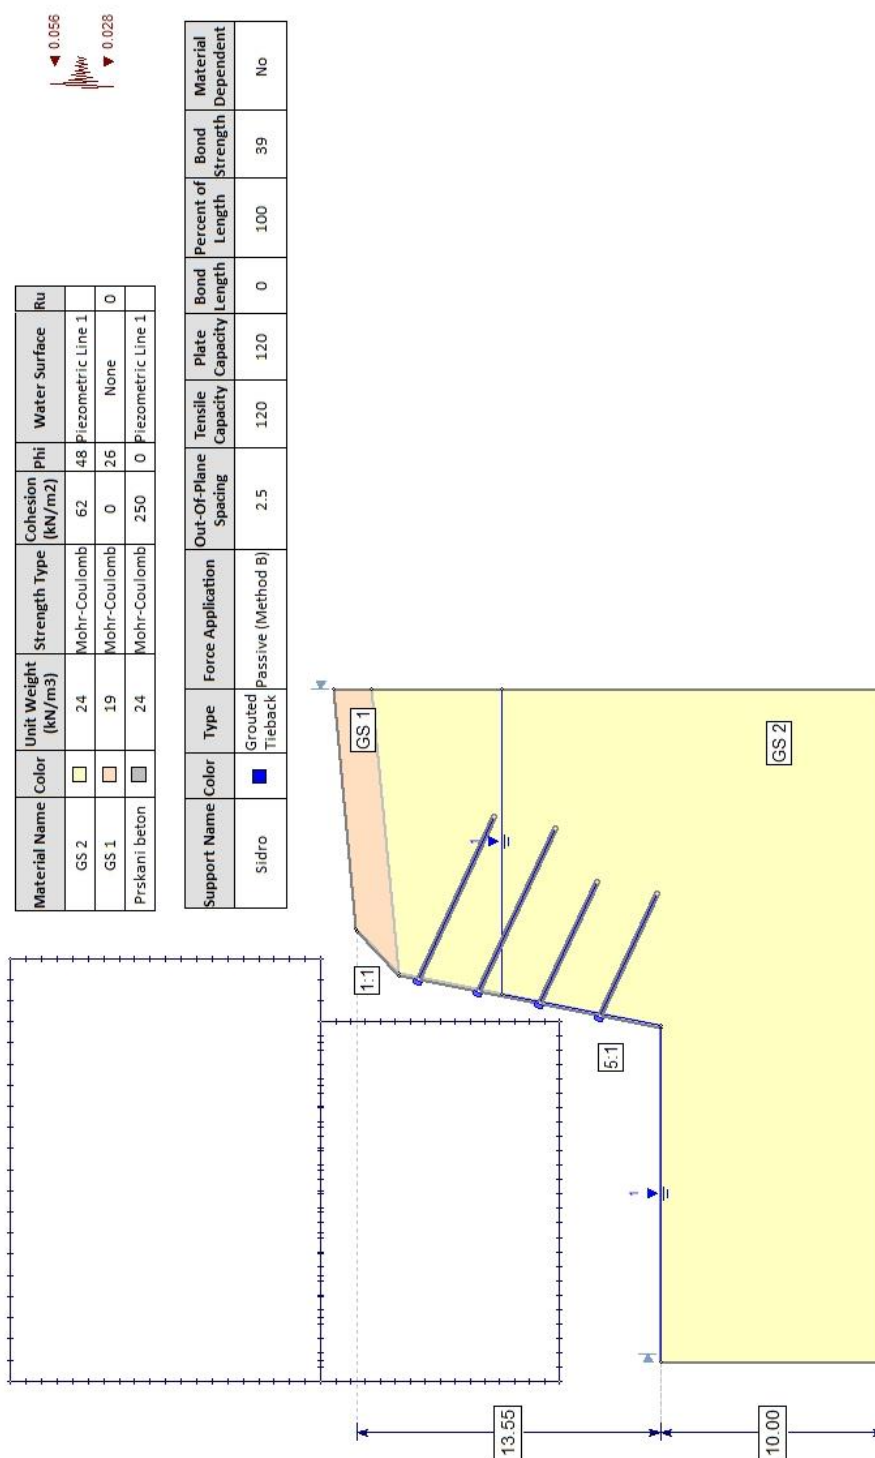 0.056
0.028
Material Name Color Unit Weight (kN/m3) Strength Type Cohesion (kN/m2) Phi Water Surface Ru
GS 2 24 Mohr-Coulomb 62 48 Piezometric Line 1
GS 1 19 Mohr-Coulomb 0 26 None 0
Prskani beton 24 Mohr-Coulomb 250 0 Piezometric Line 1
Support Name Color Type Force Application Out-Of-Plane Spacing Tensile Capacity Plate Capacity Bond Length Percent of Length Bond Strength Material Dependent
Sidro Grouted Tieback Passive (Method B) 2.5 120 120 0 100 39 No
1:1
GS 1
1
5:1
1
GS 2
13.55
10.00